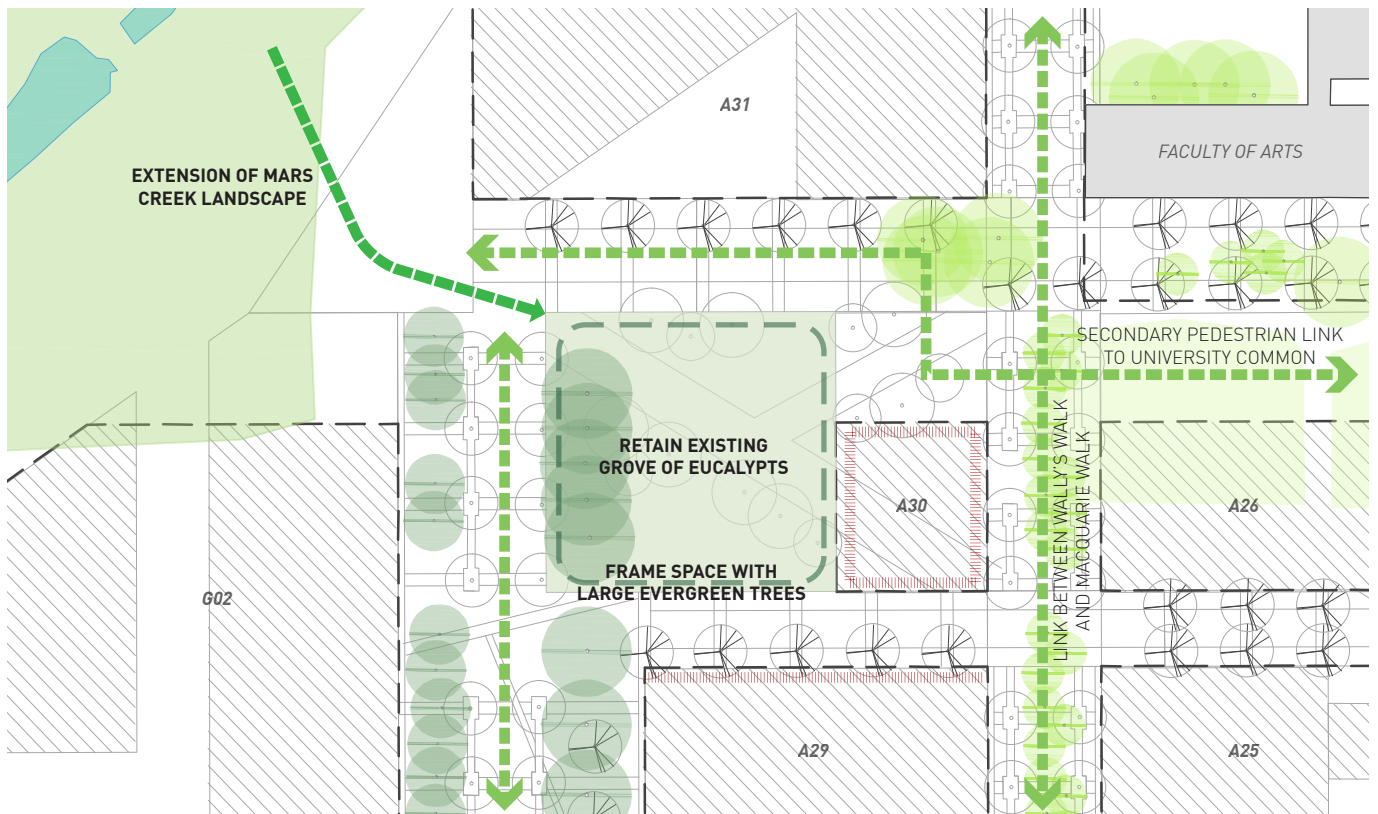 A31
FACULTY OF ARTS
EXTENSION OF MARS
CREEK LANDSCAPE
SECONDARY PEDESTRIAN LINK
TO UNIVERSITY COMMON
RETAIN EXISTING
GROVE OF EUCALYPTS
A30
LINK BETWEEN WALLY'S WALK
AND MACQUARIE WALK
A26
FRAME SPACE WITH
LARGE EVERGREEN TREES
G02
A29
A25